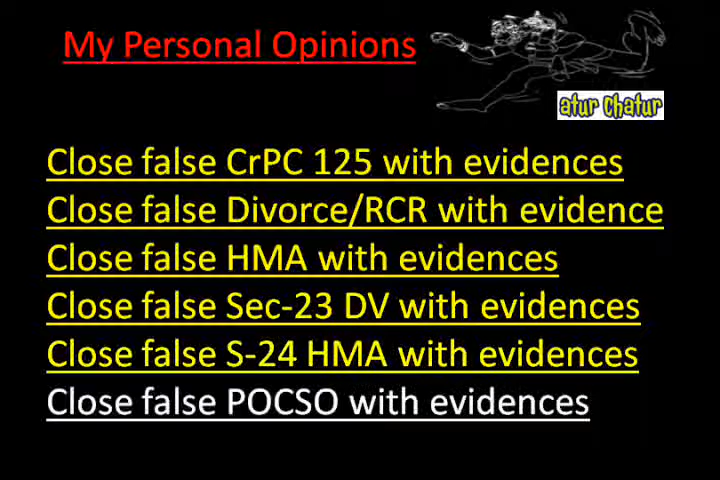 My Personal Opinions
atur Chatur
Close false CrPC 125 with evidences
Close false Divorce/RCR with evidence
Close false HMA with evidences
Close false Sec-23 DV with evidences
Close false S-24 HMA with evidences
Close false POCSO with evidences